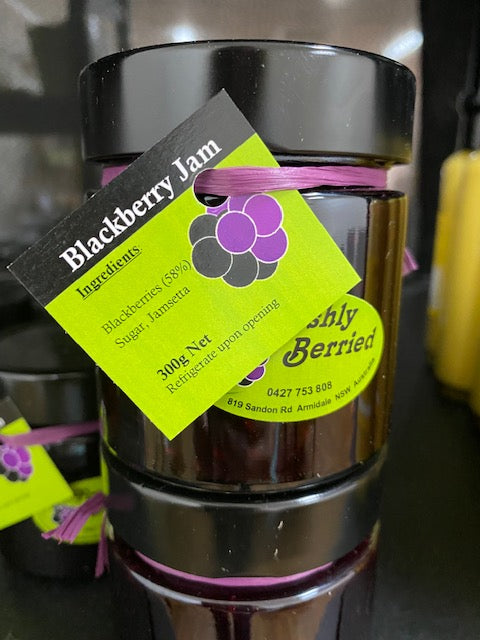 Blackberry Jam
Ingredients
Blackberries (58%)
Sugar, Jamsetta
300g Net
Refrigerate upon opening
shly
Berried
0427 753 808
819 Sandon Rd Armidale NSW